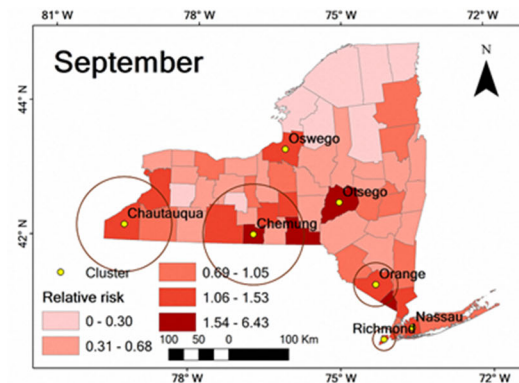 81° W 78° W 75° W 72° W
September
N
44° N
44° N
Oswego
Otsego
Chautauqua
Chemung
42° N
42° N
Cluster
0.69 - 1.05
Orange
Relative risk
1.06 - 1.53
Nassau
0 - 0.30
1.54 - 6.43
Richmond
0.31 - 0.68
100 50 0 100 Km
78° W 75° W 72° W